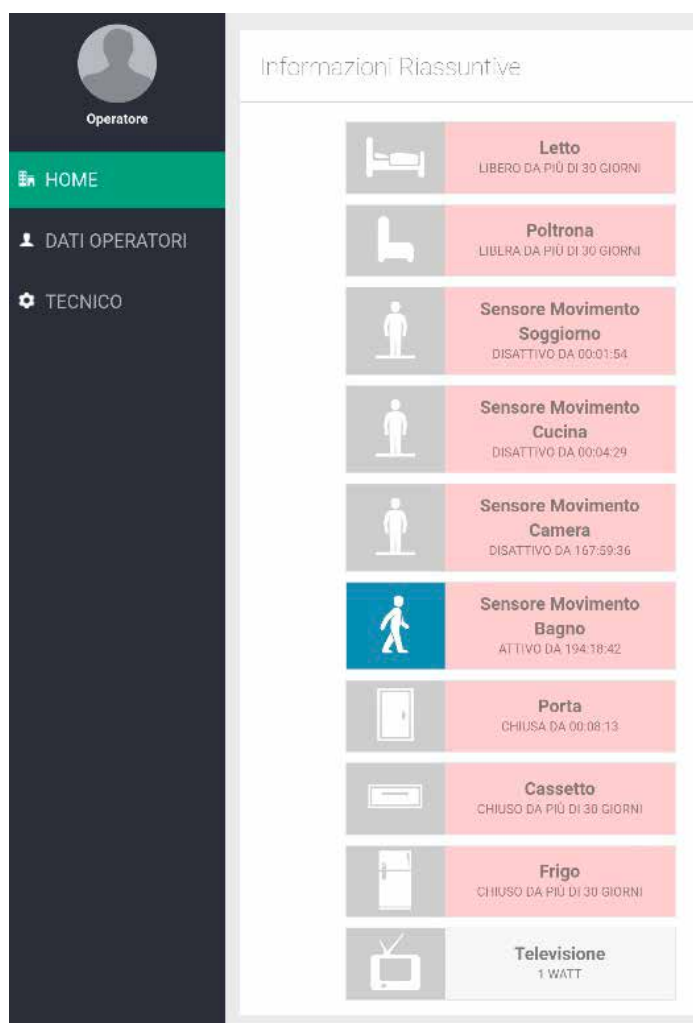 Operatore
HOME
DATI OPERATORI
TECNICO
Informazioni Riassuntive
Letto
LIBERO DA PIÙ DI 30 GIORNI
Poltrona
LIBERA DA PIÙ DI 30 GIORNI
Sensore Movimento
Soggiorno
DISATTIVO DA 00:01:54
Sensore Movimento
Cucina
DISATTIVO DA 00:04:29
Sensore Movimento
Camera
DISATTIVO DA 167:59:36
Sensore Movimento
Bagno
ATTIVO DA 194:18:42
Porta
CHIUSA DA 00:08:13
Cassetto
CHIUSO DA PIÙ DI 30 GIORNI
Frigo
CHIUSO DA PIÙ DI 30 GIORNI
Televisione
1 WATT